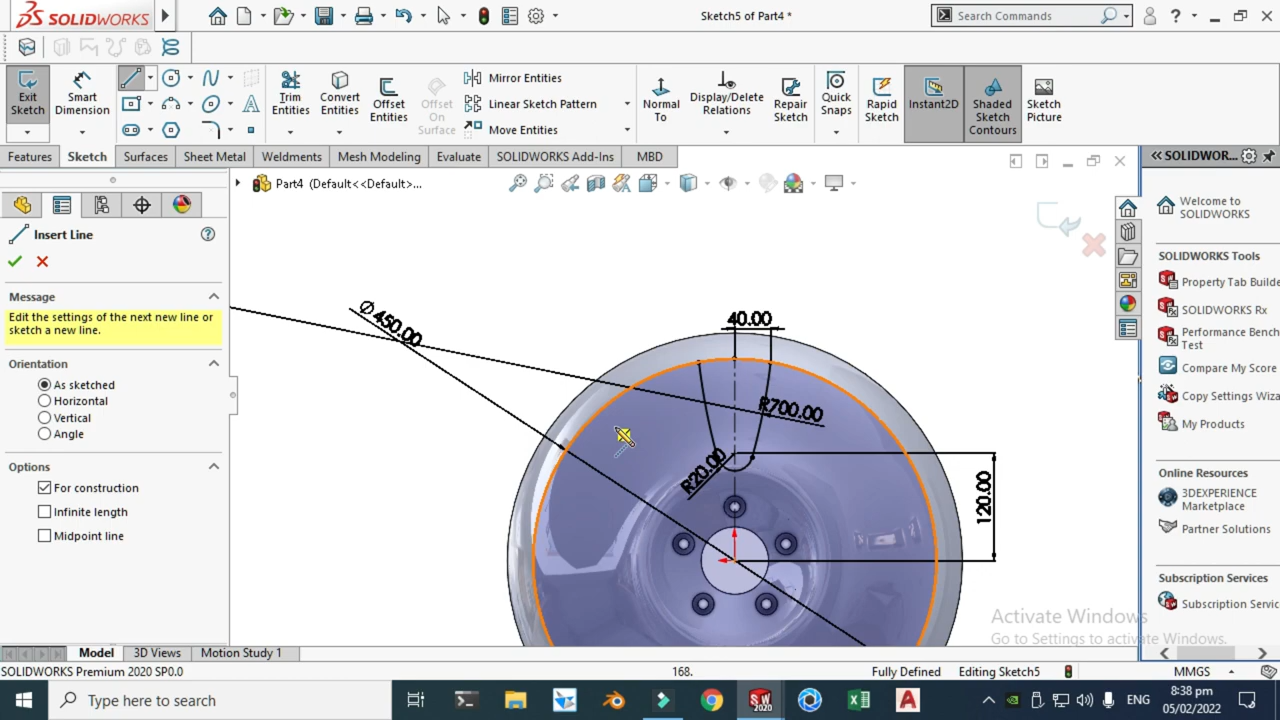 SOLIDWORKS
Sketch5 of Part4 *
Search Commands
Exit Sketch
Smart Dimension
Trim Entities
Convert Entities
Offset Entities
Offset On Surface
Mirror Entities
Linear Sketch Pattern
Move Entities
Normal To
Display/Delete Relations
Repair Sketch
Quick Snaps
Rapid Sketch
Instant2D
Shaded Sketch Contours
Sketch Picture
Features
Sketch
Surfaces
Sheet Metal
Weldments
Mesh Modeling
Evaluate
SOLIDWORKS Add-Ins
MBD
SOLIDWOR...
Part4 (Default<<Default>...
Insert Line
Message
Edit the settings of the next new line or
sketch a new line.
Orientation
As sketched
Horizontal
Vertical
Angle
Options
For construction
Infinite length
Midpoint line
Ø450.00
40.00
R700.00
R20.00
120.00
Welcome to
SOLIDWORKS
SOLIDWORKS Tools
Property Tab Builde
SOLIDWORKS Rx
Performance Bench
Test
Compare My Score
Copy Settings Wiza
My Products
Online Resources
3DEXPERIENCE
Marketplace
Partner Solutions
Subscription Services
Subscription Servic
Activate Windows
Go to Settings to activate Windows.
Model
3D Views
Motion Study 1
SOLIDWORKS Premium 2020 SP0.0
168.
Fully Defined
Editing Sketch5
MMGS
Type here to search
SW
2020
ENG
8:38 pm
05/02/2022